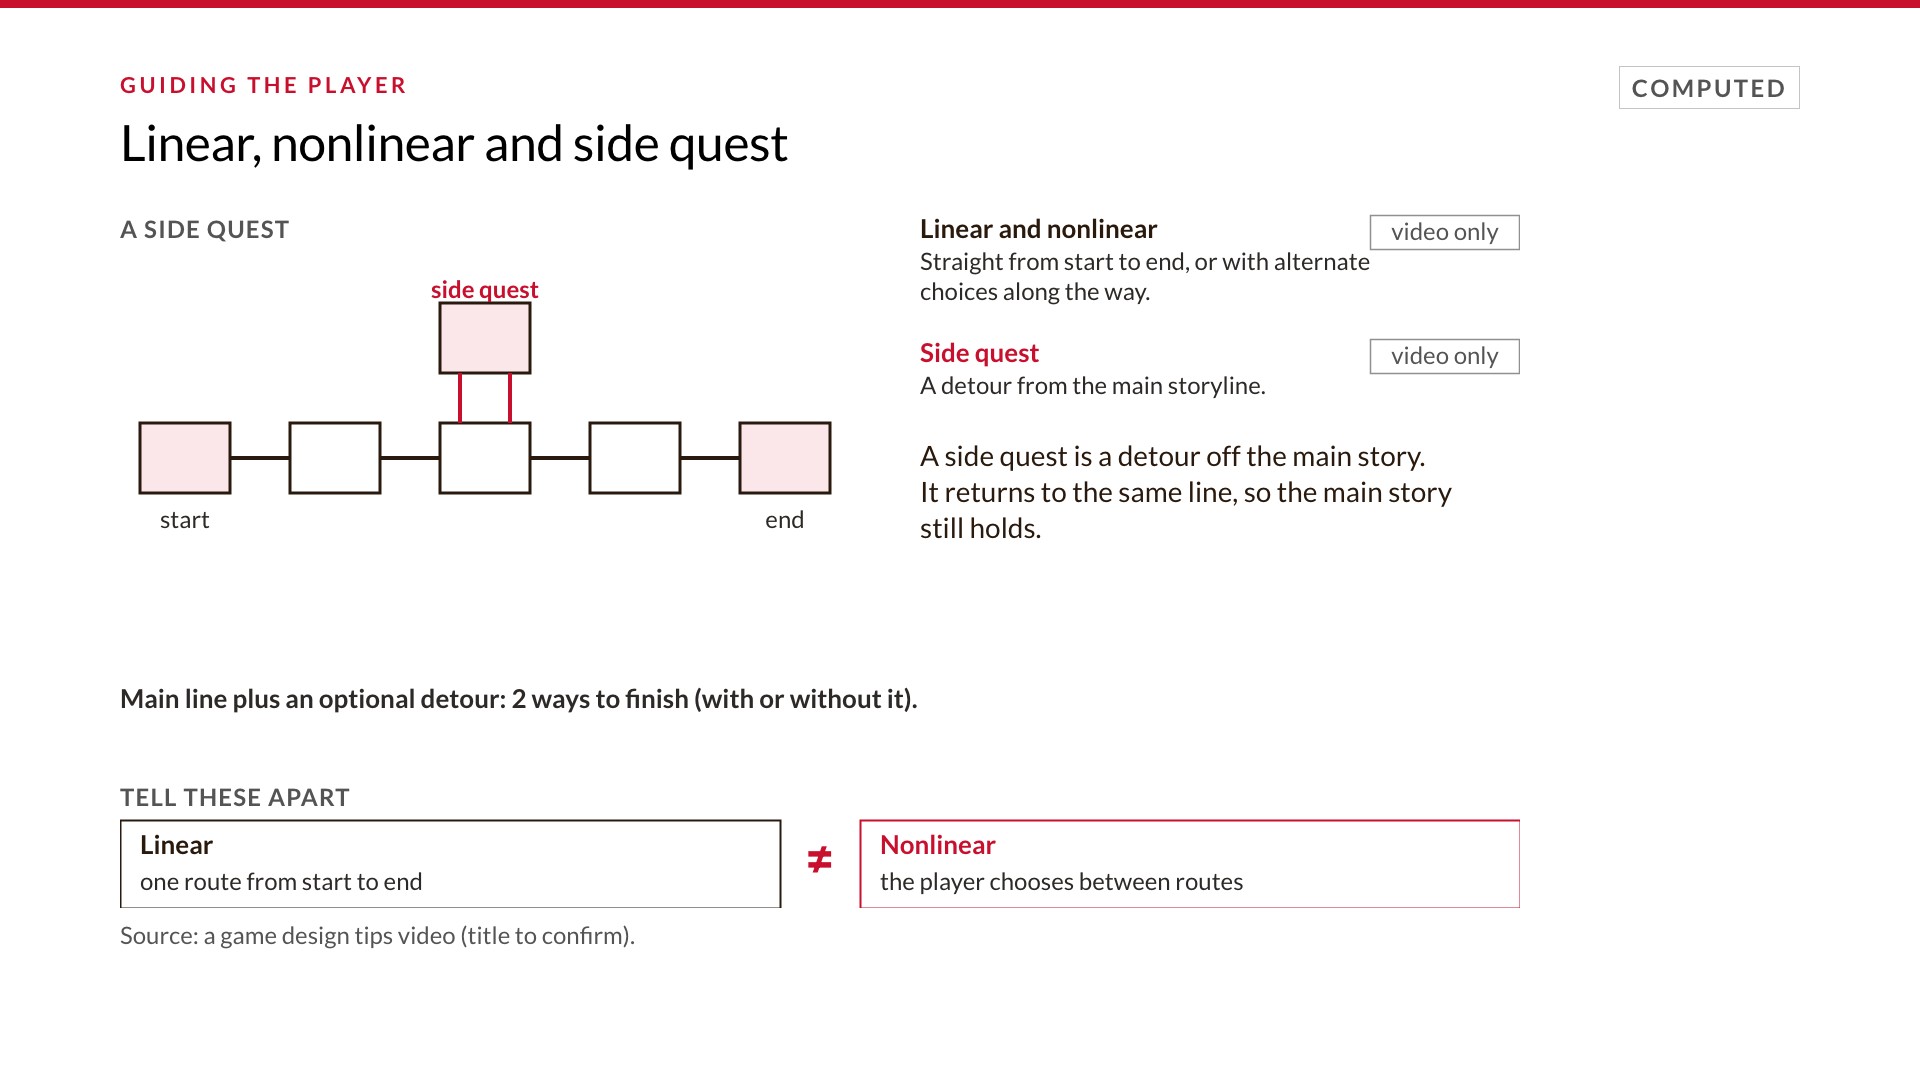 GUIDING THE PLAYER
COMPUTED
Linear, nonlinear and side quest
A SIDE QUEST
side quest
start
end
Linear and nonlinear
video only
Straight from start to end, or with alternate
choices along the way.
Side quest
video only
A detour from the main storyline.
A side quest is a detour off the main story.
It returns to the same line, so the main story
still holds.
Main line plus an optional detour: 2 ways to finish (with or without it).
TELL THESE APART
Linear
one route from start to end
≠
Nonlinear
the player chooses between routes
Source: a game design tips video (title to confirm).